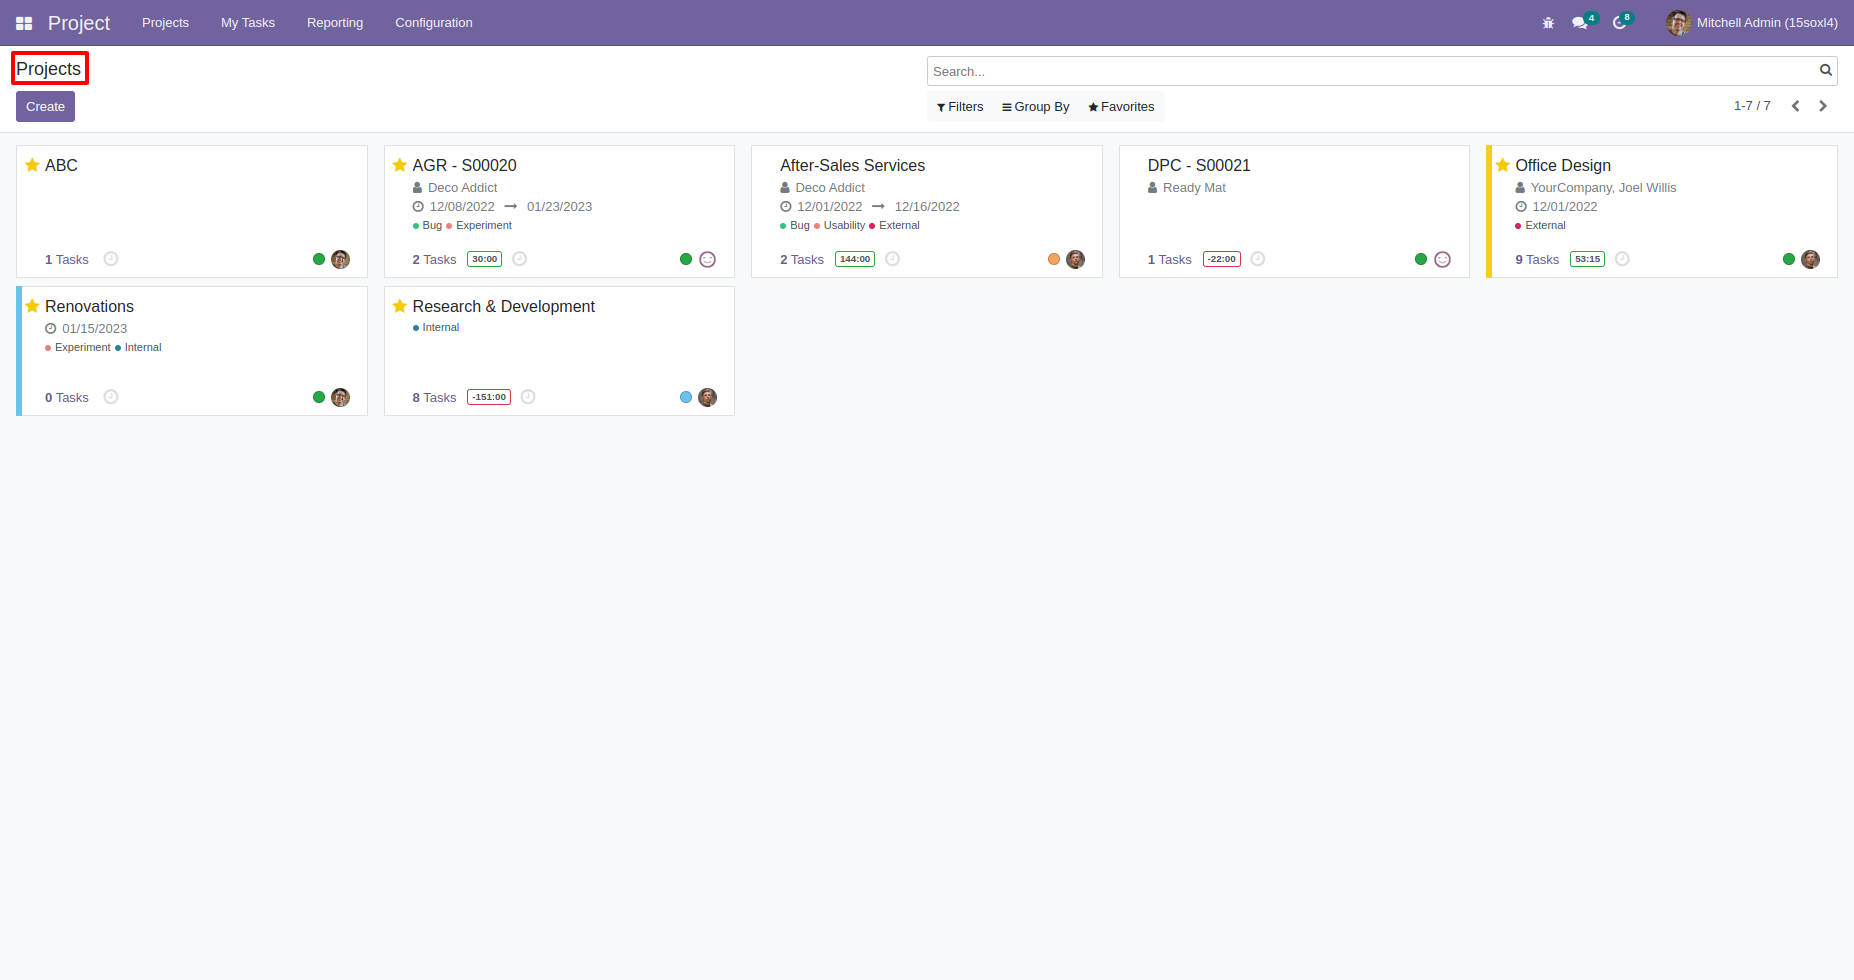 Project Projects My Tasks Reporting Configuration 4 8 Mitchell Admin (15soxl4)
Projects
Search...
Create
Filters Group By Favorites
1-7 / 7
ABC
1 Tasks
AGR - S00020
Deco Addict
12/08/2022 → 01/23/2023
Bug Experiment
2 Tasks 30:00
After-Sales Services
Deco Addict
12/01/2022 → 12/16/2022
Bug Usability External
2 Tasks 144:00
DPC - S00021
Ready Mat
1 Tasks -22:00
Office Design
YourCompany, Joel Willis
12/01/2022
External
9 Tasks 53:15
Renovations
01/15/2023
Experiment Internal
0 Tasks
Research & Development
Internal
8 Tasks -151:00